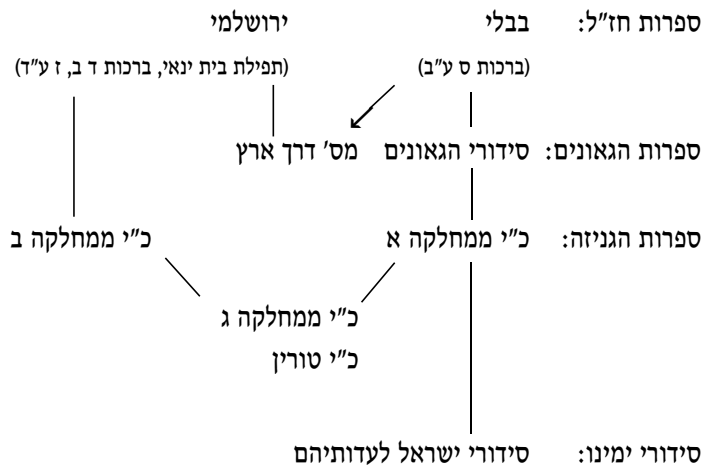 ספרות חז"ל: בבלי ירושלמי
(ברכות ס ע"ב) (תפילת בית ינאי, ברכות ד ב, ז ע"ד)
ספרות הגאונים: סידורי הגאונים מס' דרך ארץ
ספרות הגניזה: כ"י ממחלקה א כ"י ממחלקה ב
כ"י ממחלקה ג
כ"י טורין
סידורי ימינו: סידורי ישראל לעדותיהם